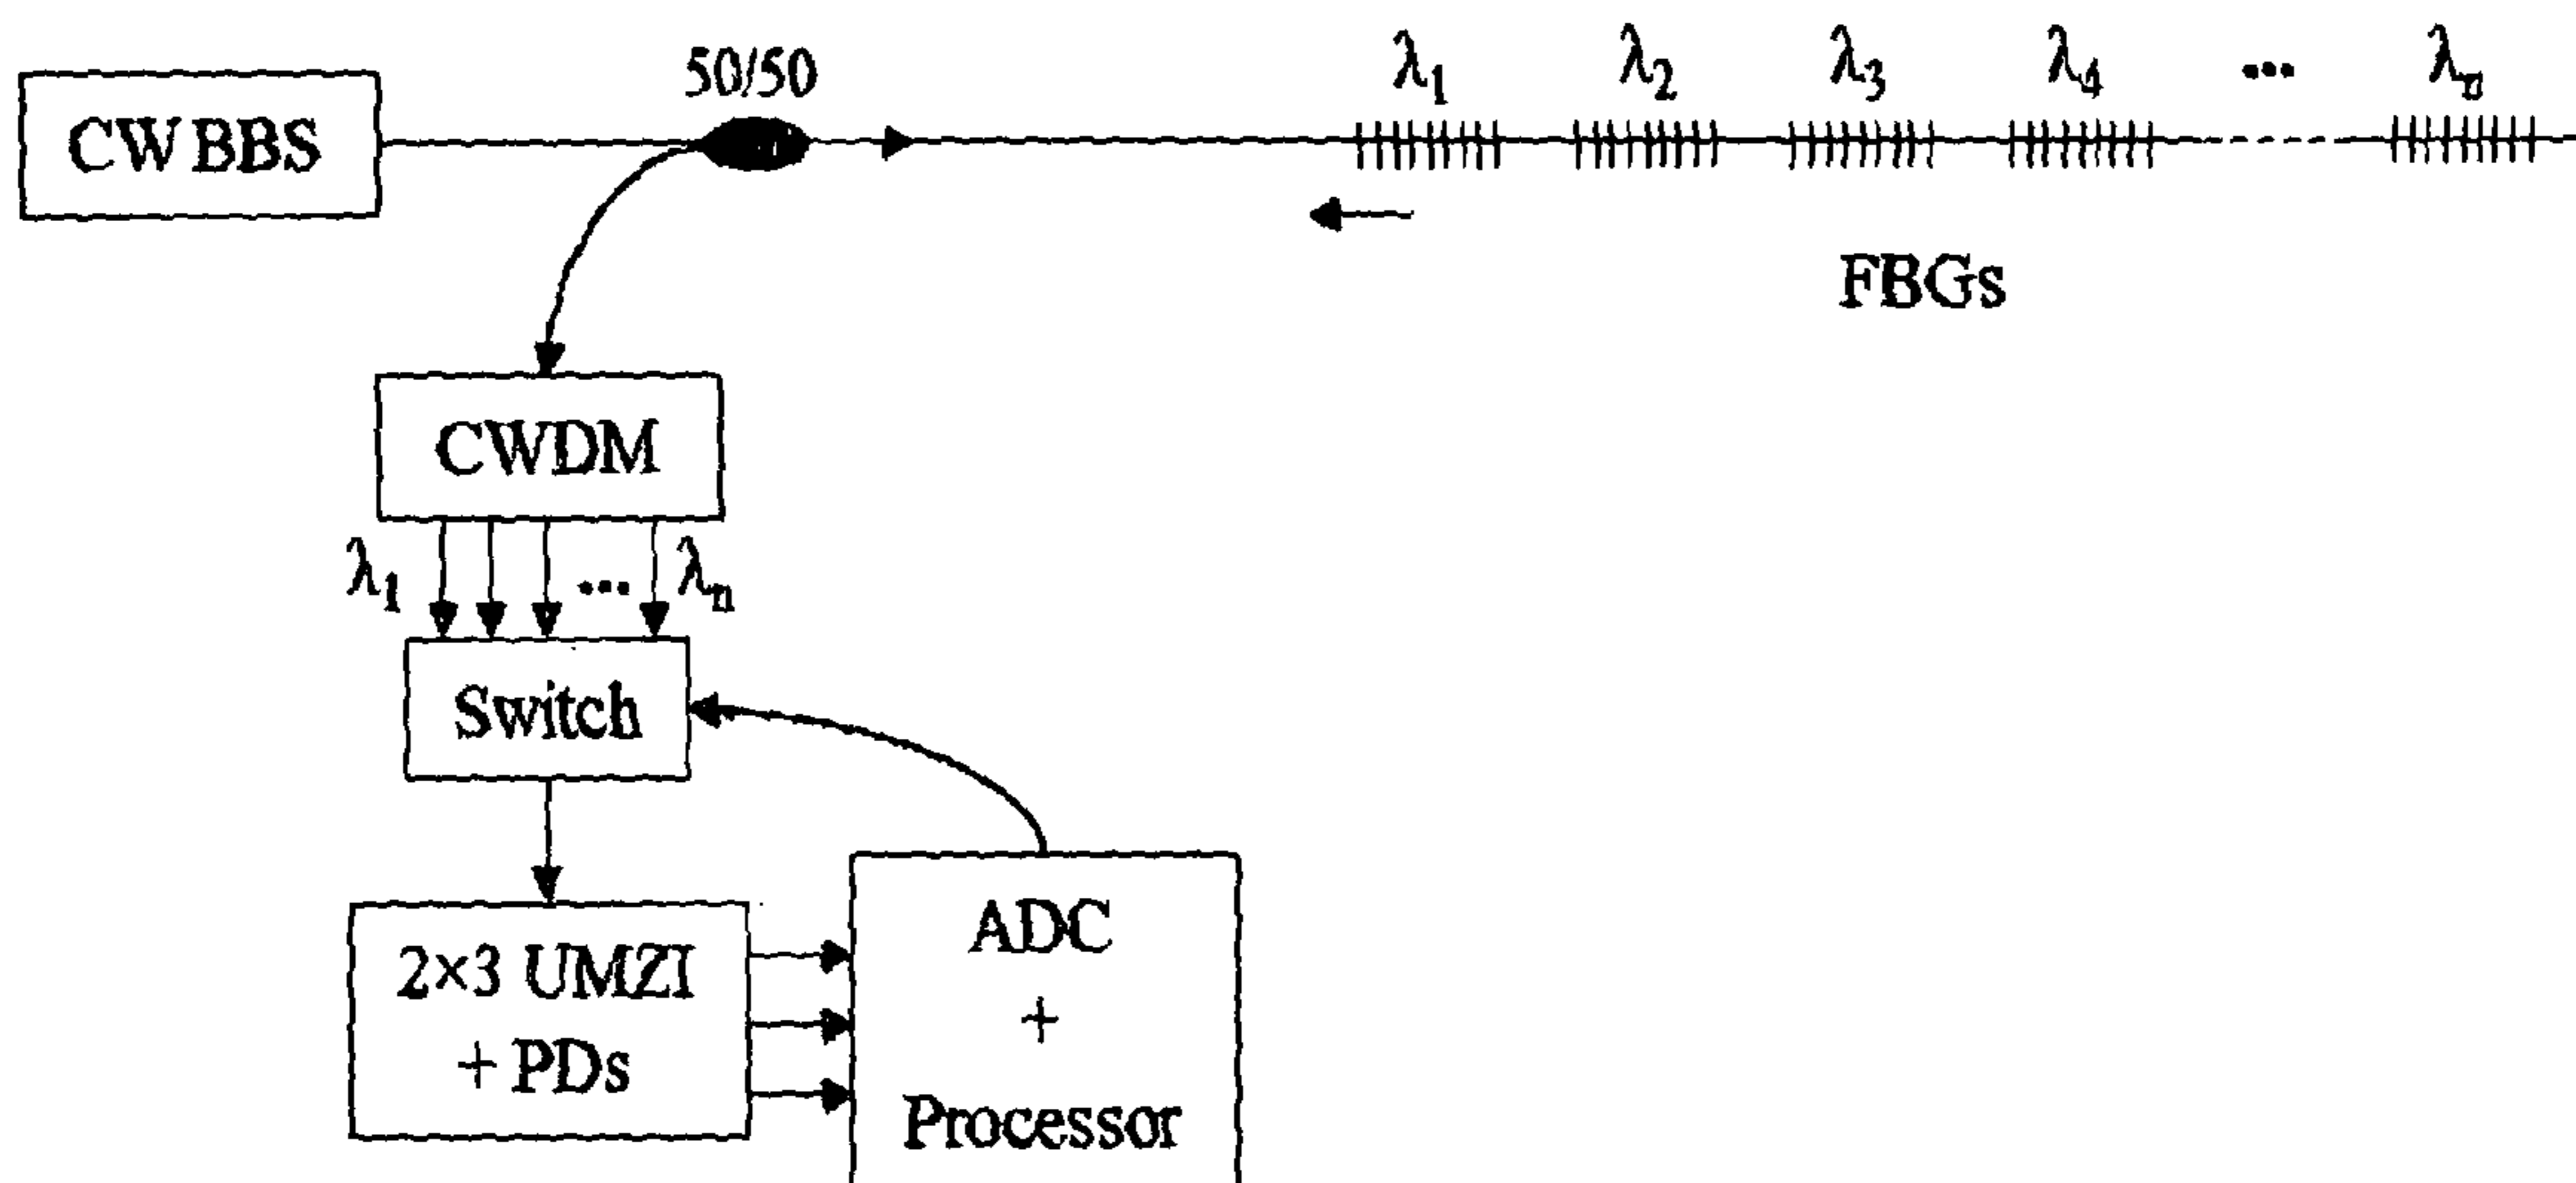 50/50
λ1 λ2 λ3 λ4 ... λn
CW BBS
FBGs
CWDM
λ1 ... λn
Switch
2×3 UMZI
+ PDs
ADC
+
Processor